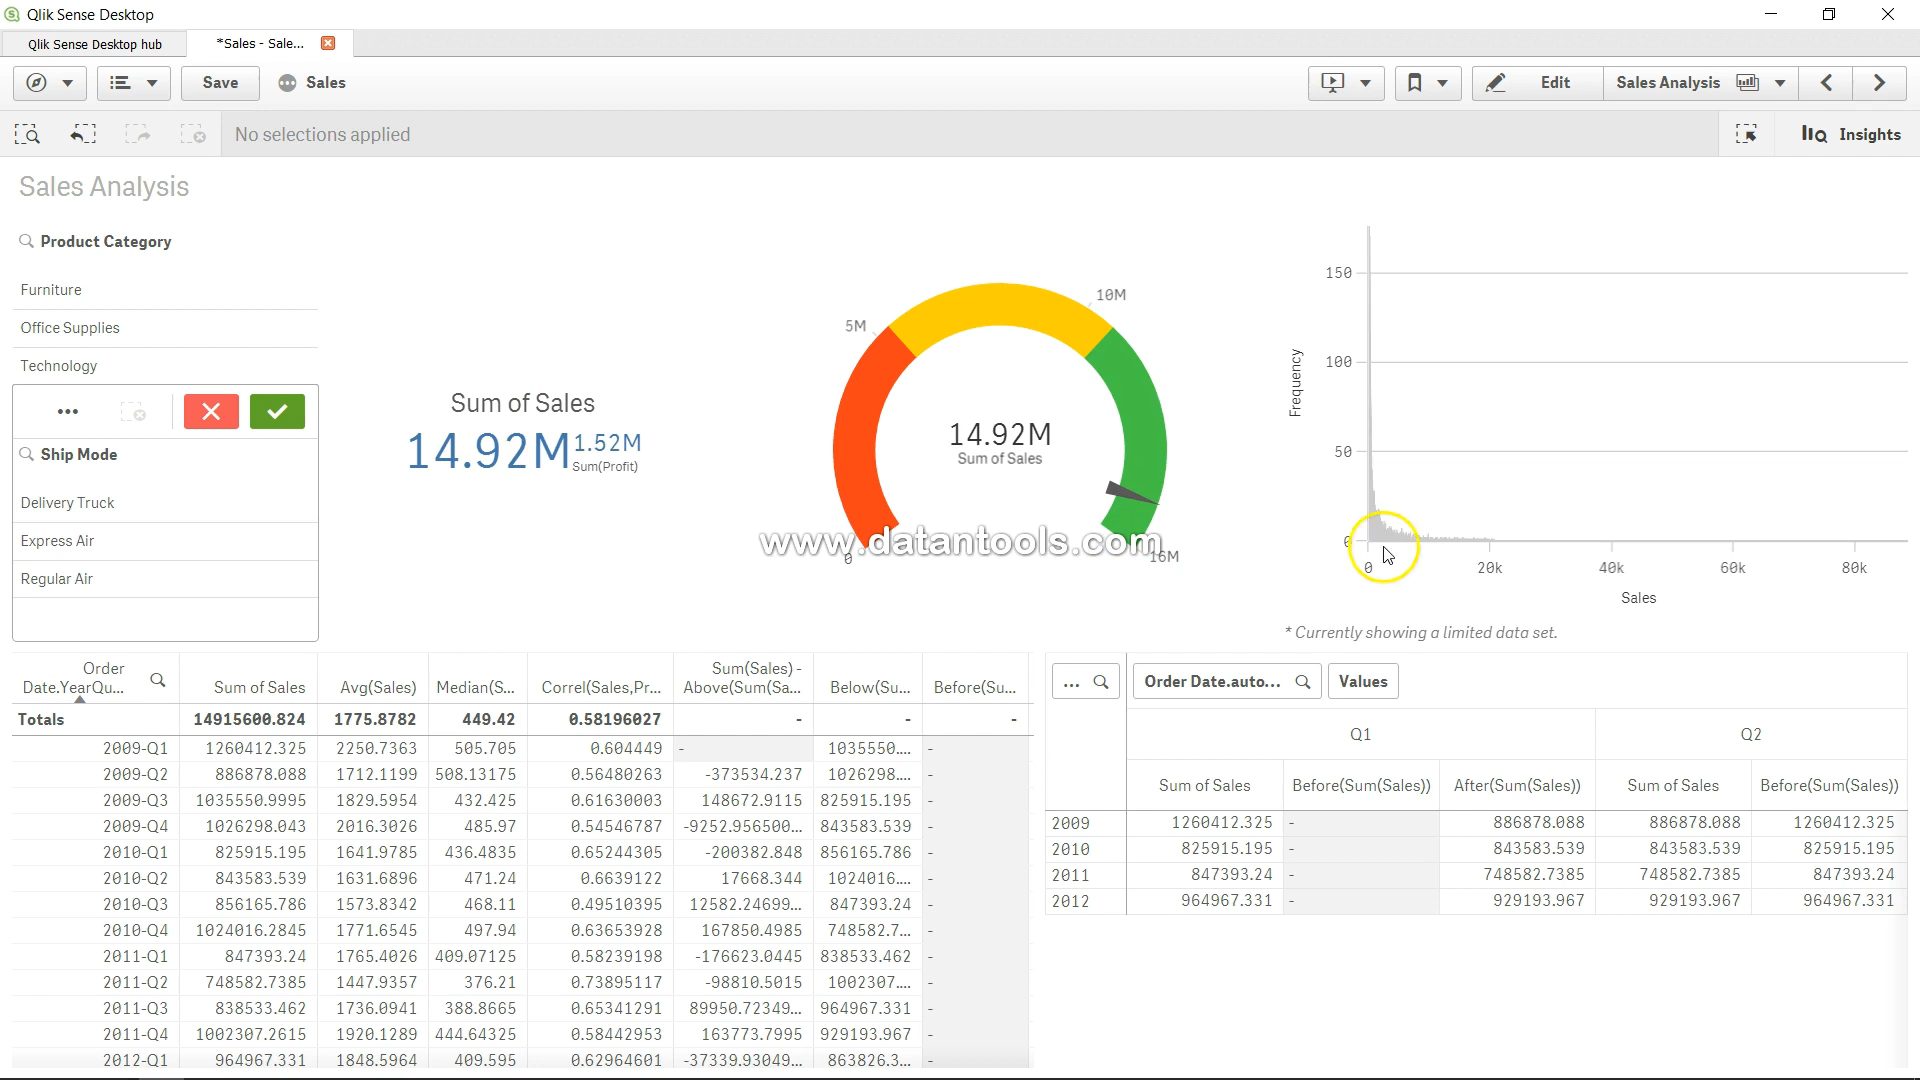 Qlik Sense Desktop
Qlik Sense Desktop hub
*Sales - Sale...
Save
Sales
Edit
Sales Analysis
No selections applied
Insights
Sales Analysis
Product Category
Furniture
Office Supplies
Technology
•••
Ship Mode
Delivery Truck
Express Air
Regular Air
Sum of Sales
14.92M 1.52M
Sum(Profit)
5M
10M
14.92M
Sum of Sales
0
16M
www.datantools.com
Frequency
150
100
50
0
0 20k 40k 60k 80k
Sales
* Currently showing a limited data set.
Order Date.YearQu... Sum of Sales Avg(Sales) Median(S... Correl(Sales,Pr... Sum(Sales) - Above(Sum(Sa... Below(Su... Before(Su...
Totals 14915600.824 1775.8782 449.42 0.58196027 - - -
2009-Q1 1260412.325 2250.7363 505.705 0.604449 - 1035550.... -
2009-Q2 886878.088 1712.1199 508.13175 0.56480263 -373534.237 1026298.... -
2009-Q3 1035550.9995 1829.5954 432.425 0.61630003 148672.9115 825915.195 -
2009-Q4 1026298.043 2016.3026 485.97 0.54546787 -9252.956500... 843583.539 -
2010-Q1 825915.195 1641.9785 436.4835 0.65244305 -200382.848 856165.786 -
2010-Q2 843583.539 1631.6896 471.24 0.6639122 17668.344 1024016.... -
2010-Q3 856165.786 1573.8342 468.11 0.49510395 12582.24699... 847393.24 -
2010-Q4 1024016.2845 1771.6545 497.94 0.63653928 167850.4985 748582.7... -
2011-Q1 847393.24 1765.4026 409.07125 0.58239198 -176623.0445 838533.462 -
2011-Q2 748582.7385 1447.9357 376.21 0.73895117 -98810.5015 1002307.... -
2011-Q3 838533.462 1736.0941 388.8665 0.65341291 89950.72349... 964967.331 -
2011-Q4 1002307.2615 1920.1289 444.64325 0.58442953 163773.7995 929193.967 -
2012-Q1 964967.331 1848.5964 409.595 0.62964601 -37339.93049... 863826.3... -
... Order Date.auto... Values
Q1 Q2
Sum of Sales Before(Sum(Sales)) After(Sum(Sales)) Sum of Sales Before(Sum(Sales))
2009 1260412.325 - 886878.088 886878.088 1260412.325
2010 825915.195 - 843583.539 843583.539 825915.195
2011 847393.24 - 748582.7385 748582.7385 847393.24
2012 964967.331 - 929193.967 929193.967 964967.331